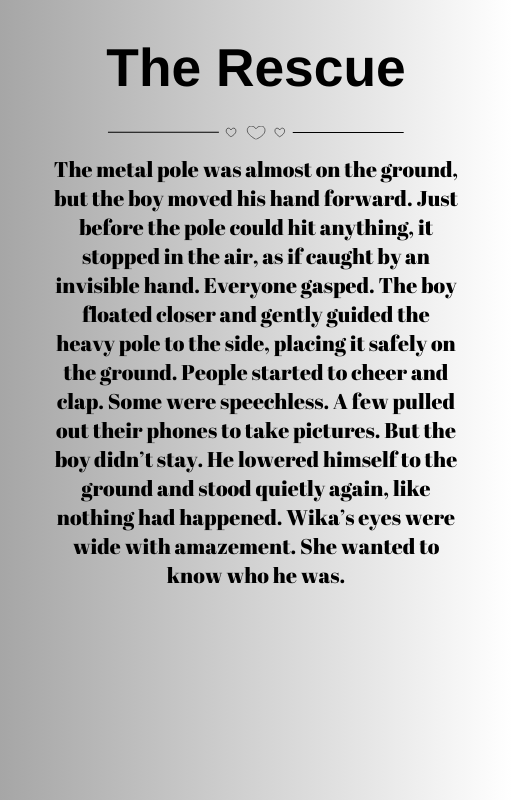 The Rescue
The metal pole was almost on the ground,
but the boy moved his hand forward. Just
before the pole could hit anything, it
stopped in the air, as if caught by an
invisible hand. Everyone gasped. The boy
floated closer and gently guided the
heavy pole to the side, placing it safely on
the ground. People started to cheer and
clap. Some were speechless. A few pulled
out their phones to take pictures. But the
boy didn’t stay. He lowered himself to the
ground and stood quietly again, like
nothing had happened. Wika’s eyes were
wide with amazement. She wanted to
know who he was.